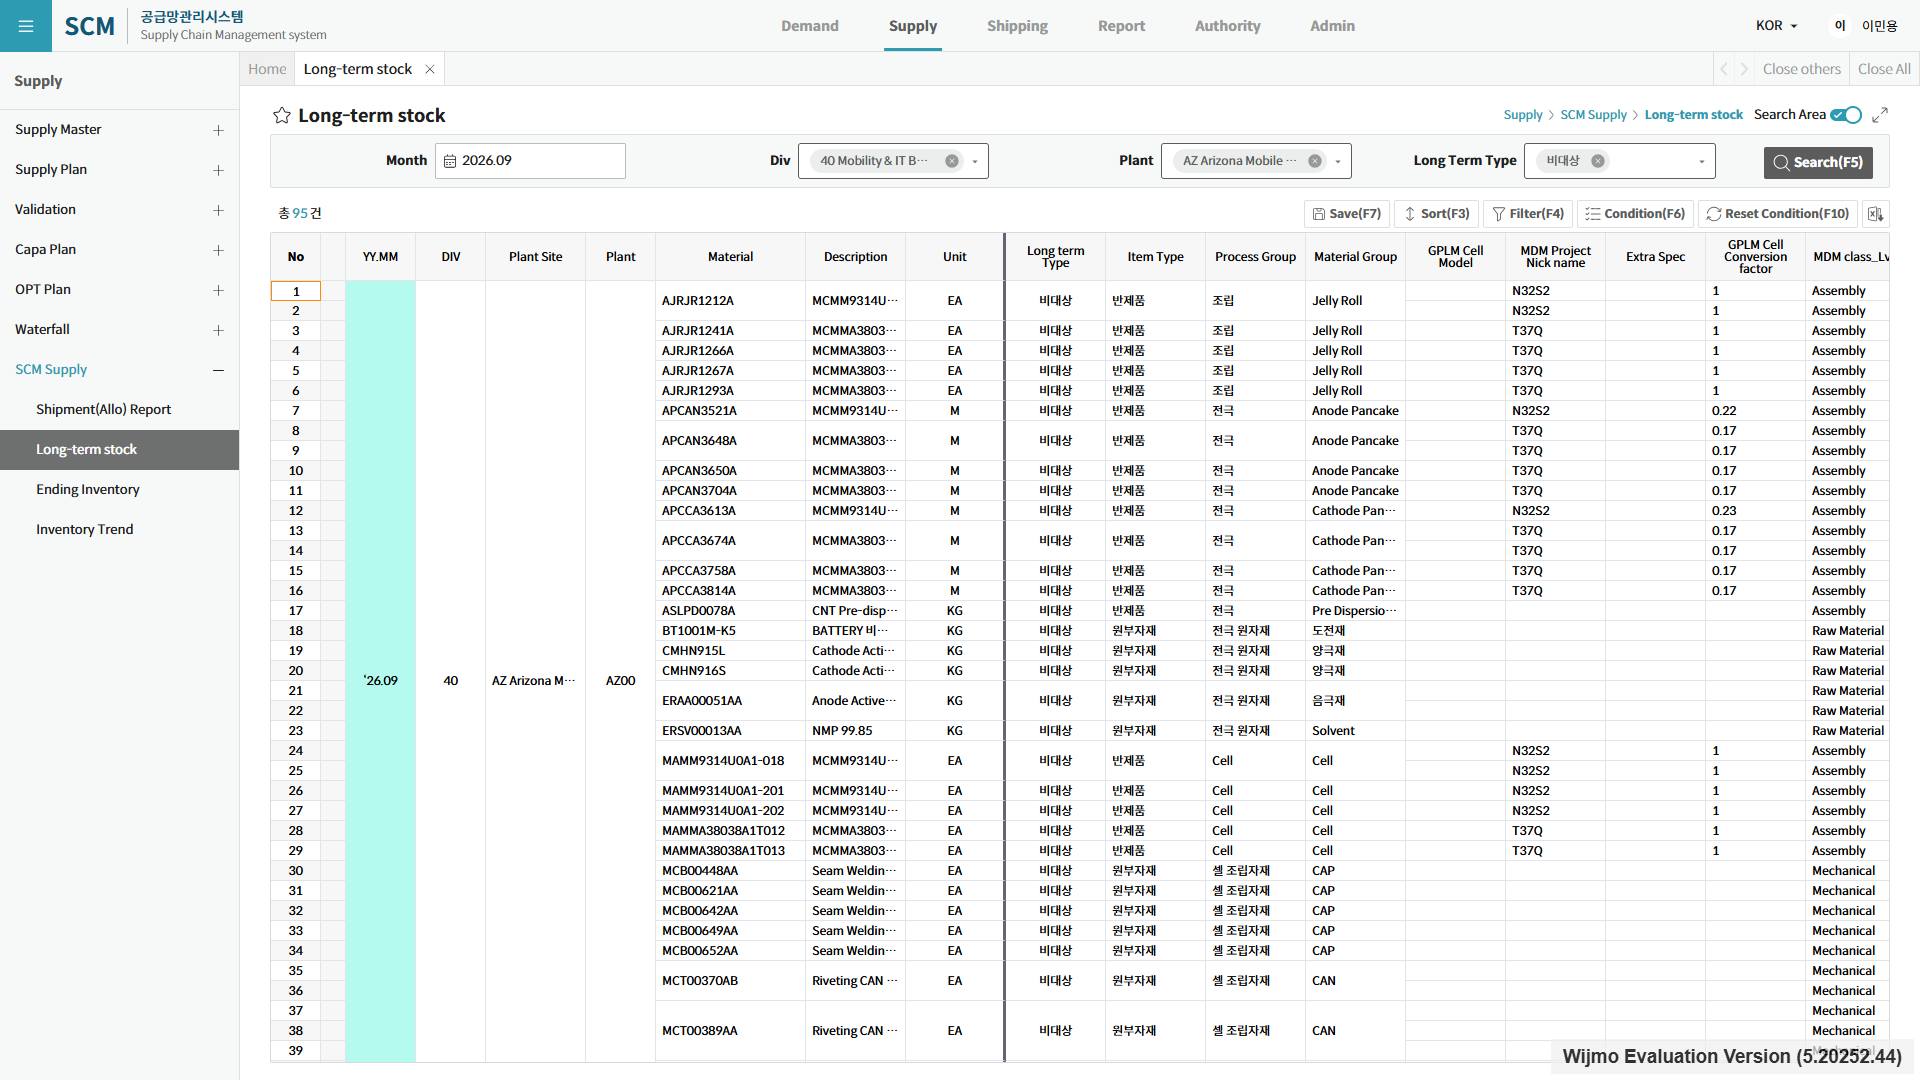 SCM
공급망관리시스템
Supply Chain Management system
Demand
Supply
Shipping
Report
Authority
Admin
KOR
이
이민용
Supply
Home
Long-term stock
Close others
Close All
Supply Master
Supply Plan
Validation
Capa Plan
OPT Plan
Waterfall
SCM Supply
Shipment(Allo) Report
Long-term stock
Ending Inventory
Inventory Trend
Long-term stock
Supply > SCM Supply > Long-term stock
Search Area
Month 2026.09
Div 40 Mobility & IT B···
Plant AZ Arizona Mobile ···
Long Term Type 비대상
Search(F5)
총 95 건
Save(F7)
Sort(F3)
Filter(F4)
Condition(F6)
Reset Condition(F10)
No YY.MM DIV Plant Site Plant Material Description Unit Long term Type Item Type Process Group Material Group GPLM Cell Model MDM Project Nick name Extra Spec GPLM Cell Conversion factor MDM class_Lv
'26.09 40 AZ Arizona M··· AZ00
1 AJRJR1212A MCMM9314U··· EA 비대상 반제품 조립 Jelly Roll N32S2 1 Assembly
2 N32S2 1 Assembly
3 AJRJR1241A MCMMA3803··· EA 비대상 반제품 조립 Jelly Roll T37Q 1 Assembly
4 AJRJR1266A MCMMA3803··· EA 비대상 반제품 조립 Jelly Roll T37Q 1 Assembly
5 AJRJR1267A MCMMA3803··· EA 비대상 반제품 조립 Jelly Roll T37Q 1 Assembly
6 AJRJR1293A MCMMA3803··· EA 비대상 반제품 조립 Jelly Roll T37Q 1 Assembly
7 APCAN3521A MCMM9314U··· M 비대상 반제품 전극 Anode Pancake N32S2 0.22 Assembly
8 APCAN3648A MCMMA3803··· M 비대상 반제품 전극 Anode Pancake T37Q 0.17 Assembly
9 T37Q 0.17 Assembly
10 APCAN3650A MCMMA3803··· M 비대상 반제품 전극 Anode Pancake T37Q 0.17 Assembly
11 APCAN3704A MCMMA3803··· M 비대상 반제품 전극 Anode Pancake T37Q 0.17 Assembly
12 APCCA3613A MCMM9314U··· M 비대상 반제품 전극 Cathode Pan··· N32S2 0.23 Assembly
13 APCCA3674A MCMMA3803··· M 비대상 반제품 전극 Cathode Pan··· T37Q 0.17 Assembly
14 T37Q 0.17 Assembly
15 APCCA3758A MCMMA3803··· M 비대상 반제품 전극 Cathode Pan··· T37Q 0.17 Assembly
16 APCCA3814A MCMMA3803··· M 비대상 반제품 전극 Cathode Pan··· T37Q 0.17 Assembly
17 ASLPD0078A CNT Pre-disp··· KG 비대상 반제품 전극 Pre Dispersio··· Assembly
18 BT1001M-K5 BATTERY 비··· KG 비대상 원부자재 전극 원자재 도전재 Raw Material
19 CMHN915L Cathode Acti··· KG 비대상 원부자재 전극 원자재 양극재 Raw Material
20 CMHN916S Cathode Acti··· KG 비대상 원부자재 전극 원자재 양극재 Raw Material
21 ERAA00051AA Anode Active··· KG 비대상 원부자재 전극 원자재 음극재 Raw Material
22 Raw Material
23 ERSV00013AA NMP 99.85 KG 비대상 원부자재 전극 원자재 Solvent Raw Material
24 MAMM9314U0A1-018 MCMM9314U··· EA 비대상 반제품 Cell Cell N32S2 1 Assembly
25 N32S2 1 Assembly
26 MAMM9314U0A1-201 MCMM9314U··· EA 비대상 반제품 Cell Cell N32S2 1 Assembly
27 MAMM9314U0A1-202 MCMM9314U··· EA 비대상 반제품 Cell Cell N32S2 1 Assembly
28 MAMMA38038A1T012 MCMMA3803··· EA 비대상 반제품 Cell Cell T37Q 1 Assembly
29 MAMMA38038A1T013 MCMMA3803··· EA 비대상 반제품 Cell Cell T37Q 1 Assembly
30 MCB00448AA Seam Weldin··· EA 비대상 원부자재 셀 조립자재 CAP Mechanical
31 MCB00621AA Seam Weldin··· EA 비대상 원부자재 셀 조립자재 CAP Mechanical
32 MCB00642AA Seam Weldin··· EA 비대상 원부자재 셀 조립자재 CAP Mechanical
33 MCB00649AA Seam Weldin··· EA 비대상 원부자재 셀 조립자재 CAP Mechanical
34 MCB00652AA Seam Weldin··· EA 비대상 원부자재 셀 조립자재 CAP Mechanical
35 MCT00370AB Riveting CAN ··· EA 비대상 원부자재 셀 조립자재 CAN Mechanical
36 Mechanical
37 Mechanical
38 MCT00389AA Riveting CAN ··· EA 비대상 원부자재 셀 조립자재 CAN Mechanical
39
Wijmo Evaluation Version (5.20252.44)